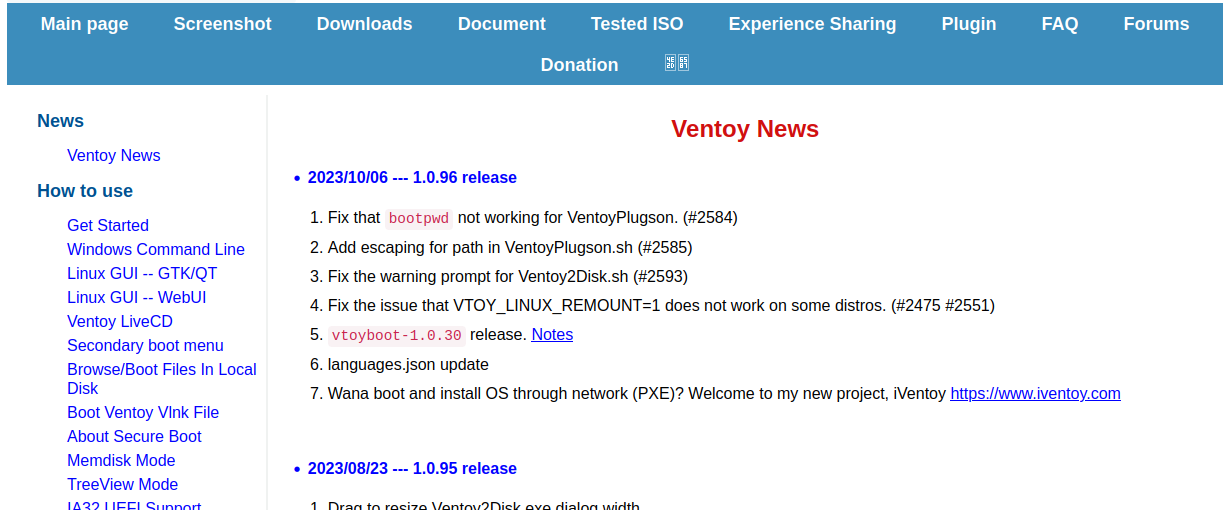 Main page Screenshot Downloads Document Tested ISO Experience Sharing Plugin FAQ Forums
Donation
News
Ventoy News
How to use
Get Started
Windows Command Line
Linux GUI -- GTK/QT
Linux GUI -- WebUI
Ventoy LiveCD
Secondary boot menu
Browse/Boot Files In Local
Disk
Boot Ventoy Vlnk File
About Secure Boot
Memdisk Mode
TreeView Mode
IA32 UEFI Support
Ventoy News
• 2023/10/06 --- 1.0.96 release
1. Fix that bootpwd not working for VentoyPlugson. (#2584)
2. Add escaping for path in VentoyPlugson.sh (#2585)
3. Fix the warning prompt for Ventoy2Disk.sh (#2593)
4. Fix the issue that VTOY_LINUX_REMOUNT=1 does not work on some distros. (#2475 #2551)
5. vtoyboot-1.0.30 release. Notes
6. languages.json update
7. Wana boot and install OS through network (PXE)? Welcome to my new project, iVentoy https://www.iventoy.com
• 2023/08/23 --- 1.0.95 release
1. Drag to resize Ventoy2Disk.exe dialog width